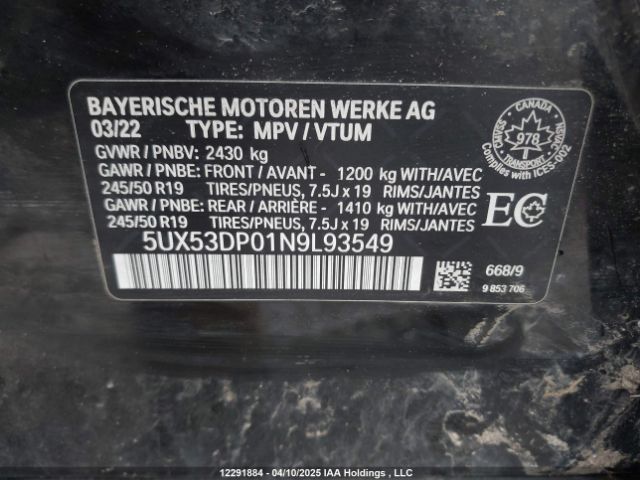 BAYERISCHE MOTOREN WERKE AG
03/22 TYPE: MPV / VTUM
GVWR / PNBV: 2430 kg
GAWR / PNBE: FRONT / AVANT - 1200 kg WITH/AVEC
245/50 R19 TIRES/PNEUS, 7.5J x 19 RIMS/JANTES
GAWR / PNBE: REAR / ARRIÈRE - 1410 kg WITH/AVEC
245/50 R19 TIRES/PNEUS, 7.5J x 19 RIMS/JANTES
5UX53DP01N9L93549
CANADA
CMVSS
NSVAC
978
TRANSPORT
Complies with ICES-002
EC
668/9
9 853 706
12291884 - 04/10/2025 IAA Holdings, LLC